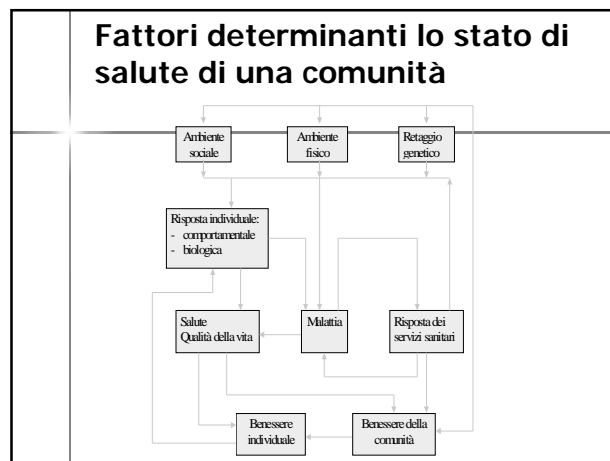 Fattori determinanti lo stato di
salute di una comunità
Ambiente
sociale
Ambiente
fisico
Retaggio
genetico
Risposta individuale:
- comportamentale
- biologica
Salute
Qualità della vita
Malattia
Risposta dei
servizi sanitari
Benessere
individuale
Benessere della
comunità